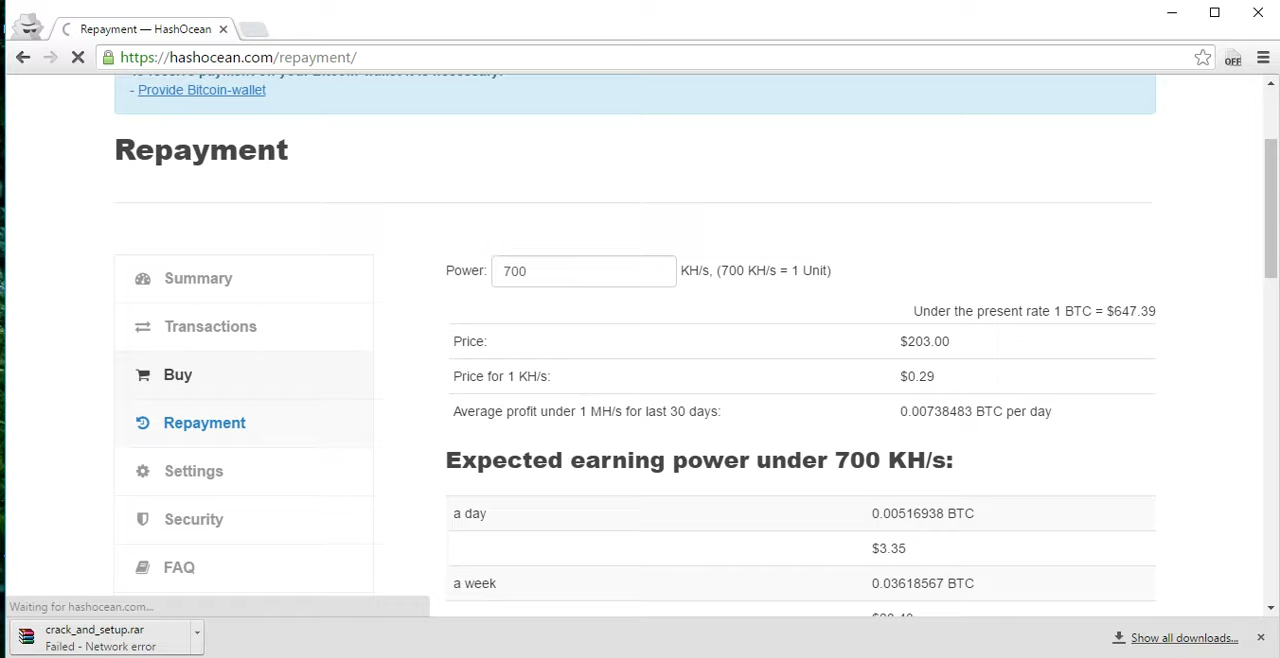 Repayment — HashOcean
https://hashocean.com/repayment/
OFF
- Provide Bitcoin-wallet
Repayment
Summary
Transactions
Buy
Repayment
Settings
Security
FAQ
Power: 700 KH/s, (700 KH/s = 1 Unit)
Under the present rate 1 BTC = $647.39
Price: $203.00
Price for 1 KH/s: $0.29
Average profit under 1 MH/s for last 30 days: 0.00738483 BTC per day
Expected earning power under 700 KH/s:
a day 0.00516938 BTC
$3.35
a week 0.03618567 BTC
Waiting for hashocean.com...
crack_and_setup.rar
Failed - Network error
Show all downloads...